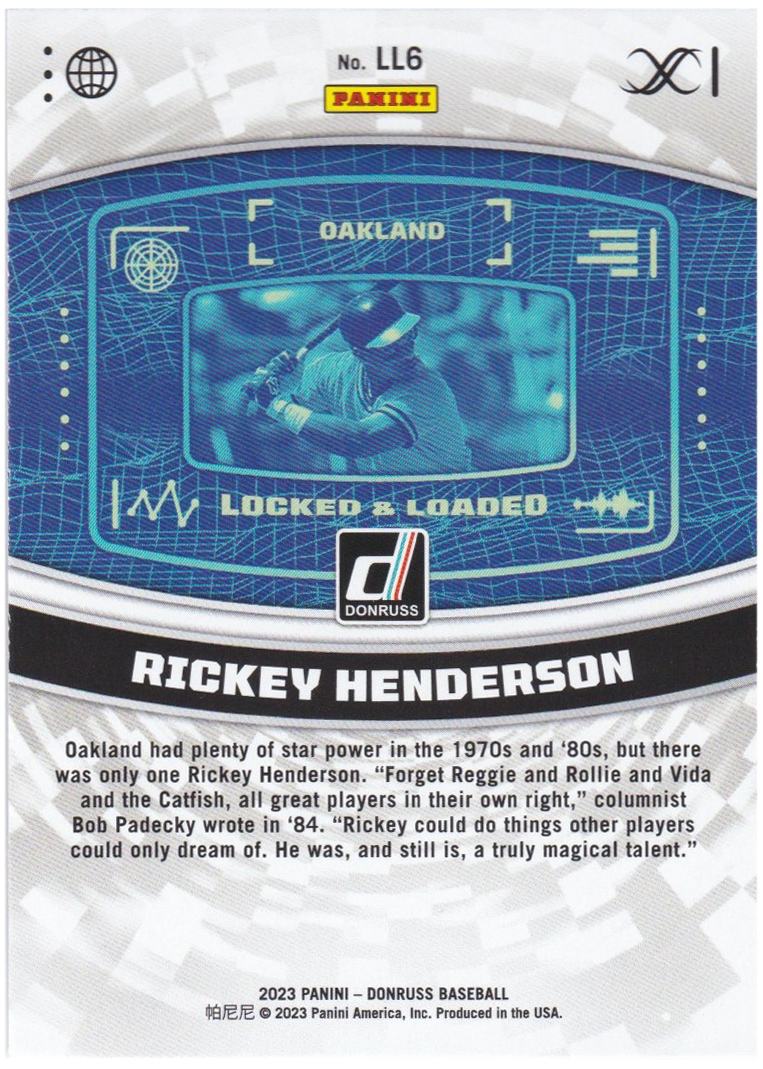 No. LL6
PANINI
OAKLAND
LOCKED & LOADED
d
DONRUSS
RICKEY HENDERSON
Oakland had plenty of star power in the 1970s and ‘80s, but there
was only one Rickey Henderson. “Forget Reggie and Rollie and Vida
and the Catfish, all great players in their own right,” columnist
Bob Padecky wrote in ‘84. “Rickey could do things other players
could only dream of. He was, and still is, a truly magical talent.”
2023 PANINI – DONRUSS BASEBALL
帕尼尼 © 2023 Panini America, Inc. Produced in the USA.